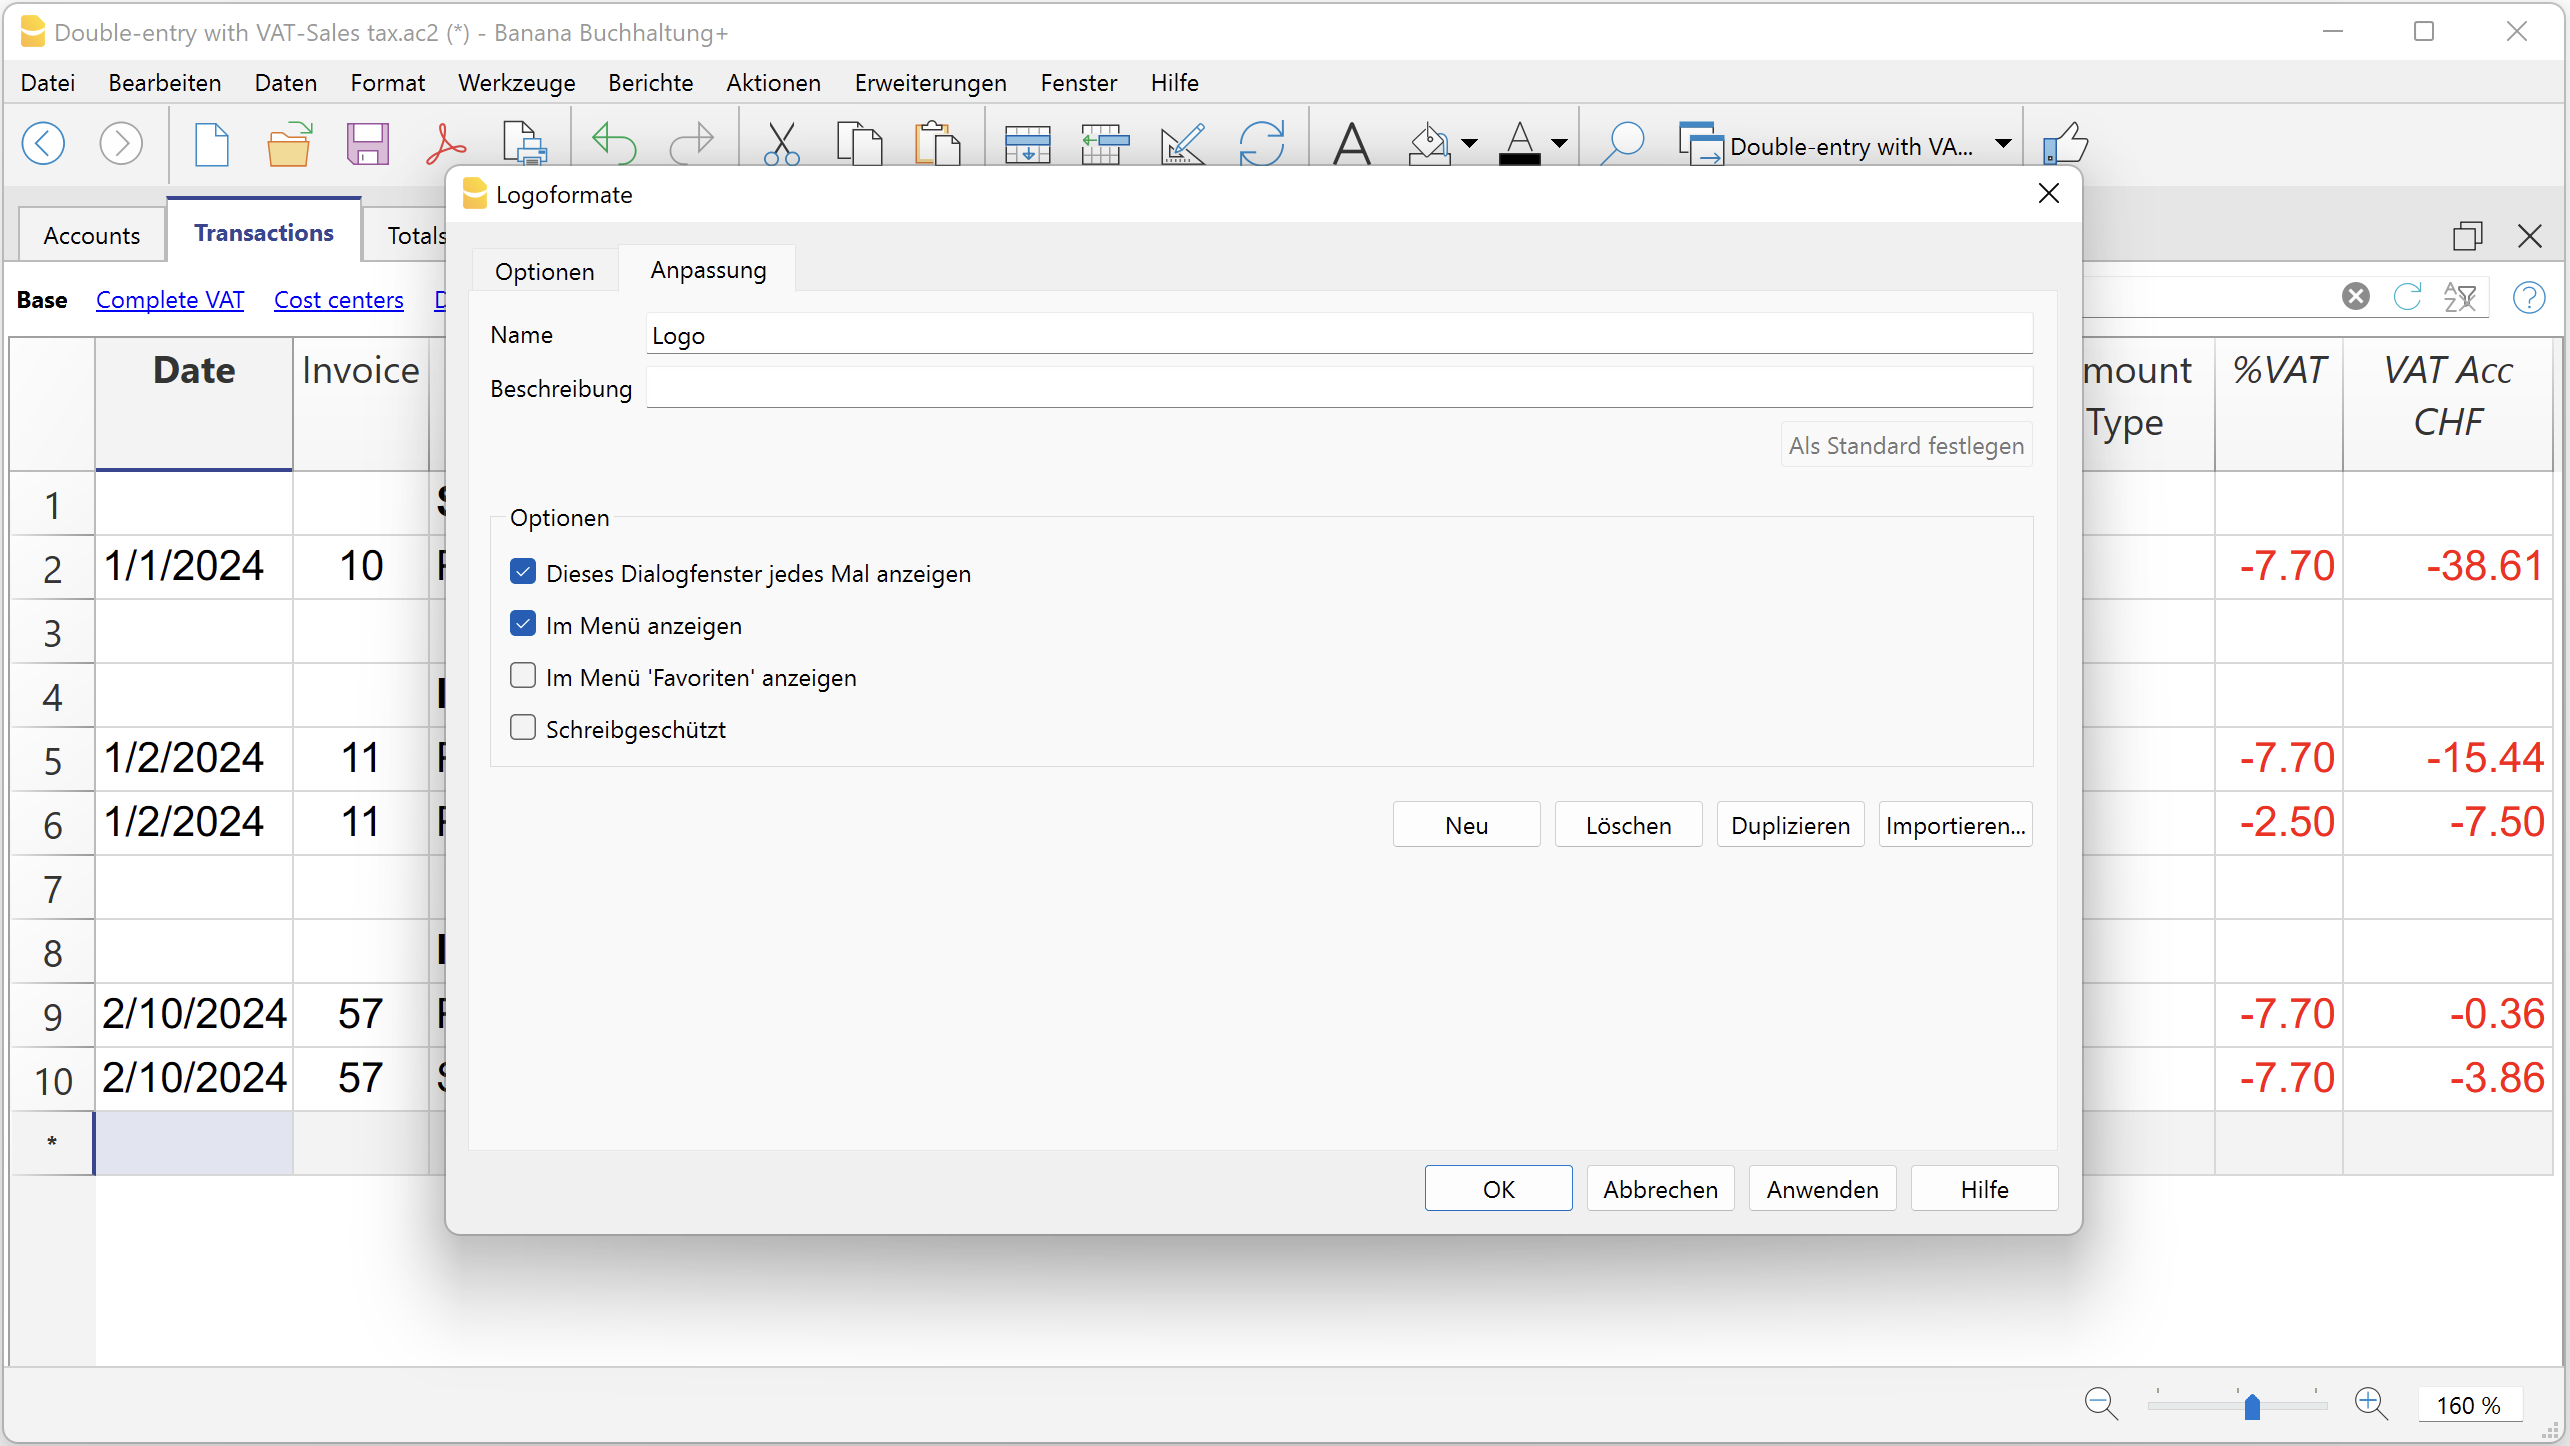 Double-entry with VAT-Sales tax.ac2 (*) - Banana Buchhaltung+
Datei Bearbeiten Daten Format Werkzeuge Berichte Aktionen Erweiterungen Fenster Hilfe
Double-entry with VA...
Logoformate
Accounts Transactions Totals
Optionen Anpassung
Base Complete VAT Cost centers
Name Logo
Beschreibung
Als Standard festlegen
Date Invoice mount Type %VAT VAT Acc CHF
Optionen
Dieses Dialogfenster jedes Mal anzeigen
Im Menü anzeigen
Im Menü 'Favoriten' anzeigen
Schreibgeschützt
Neu Löschen Duplizieren Importieren...
OK Abbrechen Anwenden Hilfe
1
2 1/1/2024 10 -7.70 -38.61
3
4
5 1/2/2024 11 -7.70 -15.44
6 1/2/2024 11 -2.50 -7.50
7
8
9 2/10/2024 57 -7.70 -0.36
10 2/10/2024 57 -7.70 -3.86
*
160 %